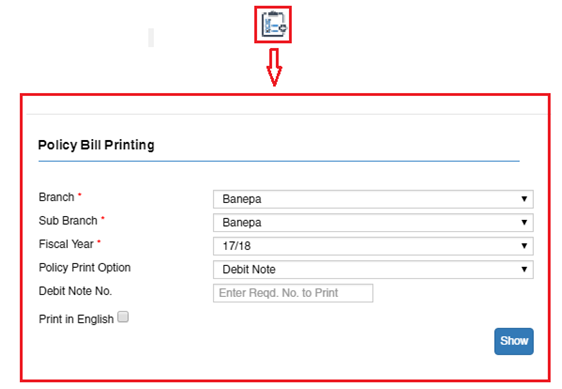 Policy Bill Printing
Branch * Banepa
Sub Branch * Banepa
Fiscal Year * 17/18
Policy Print Option Debit Note
Debit Note No. Enter Reqd. No. to Print
Print in English
Show